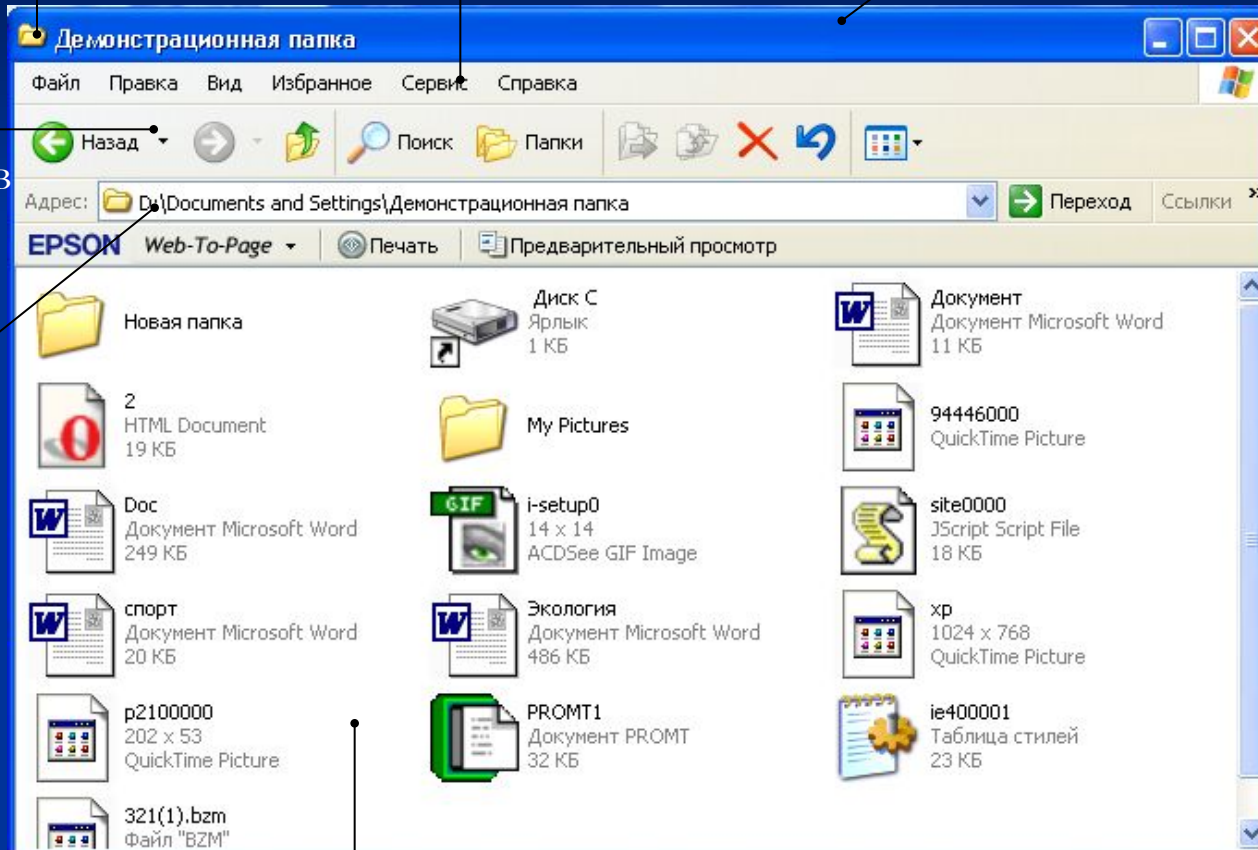 Демонстрационная папка
Файл Правка Вид Избранное Сервис Справка
Назад Поиск Папки
в
Адрес: D:\Documents and Settings\Демонстрационная папка Переход Ссылки »
EPSON Web-To-Page Печать Предварительный просмотр
Новая папка
Диск C
Ярлык
1 КБ
Документ
Документ Microsoft Word
11 КБ
2
HTML Document
19 КБ
My Pictures
94446000
QuickTime Picture
Doc
Документ Microsoft Word
249 КБ
GIF
i-setup0
14 x 14
ACDSee GIF Image
site0000
JScript Script File
18 КБ
спорт
Документ Microsoft Word
20 КБ
Экология
Документ Microsoft Word
486 КБ
xp
1024 x 768
QuickTime Picture
p2100000
202 x 53
QuickTime Picture
PROMT1
Документ PROMT
32 КБ
ie400001
Таблица стилей
23 КБ
321(1).bzm
Файл "BZM"